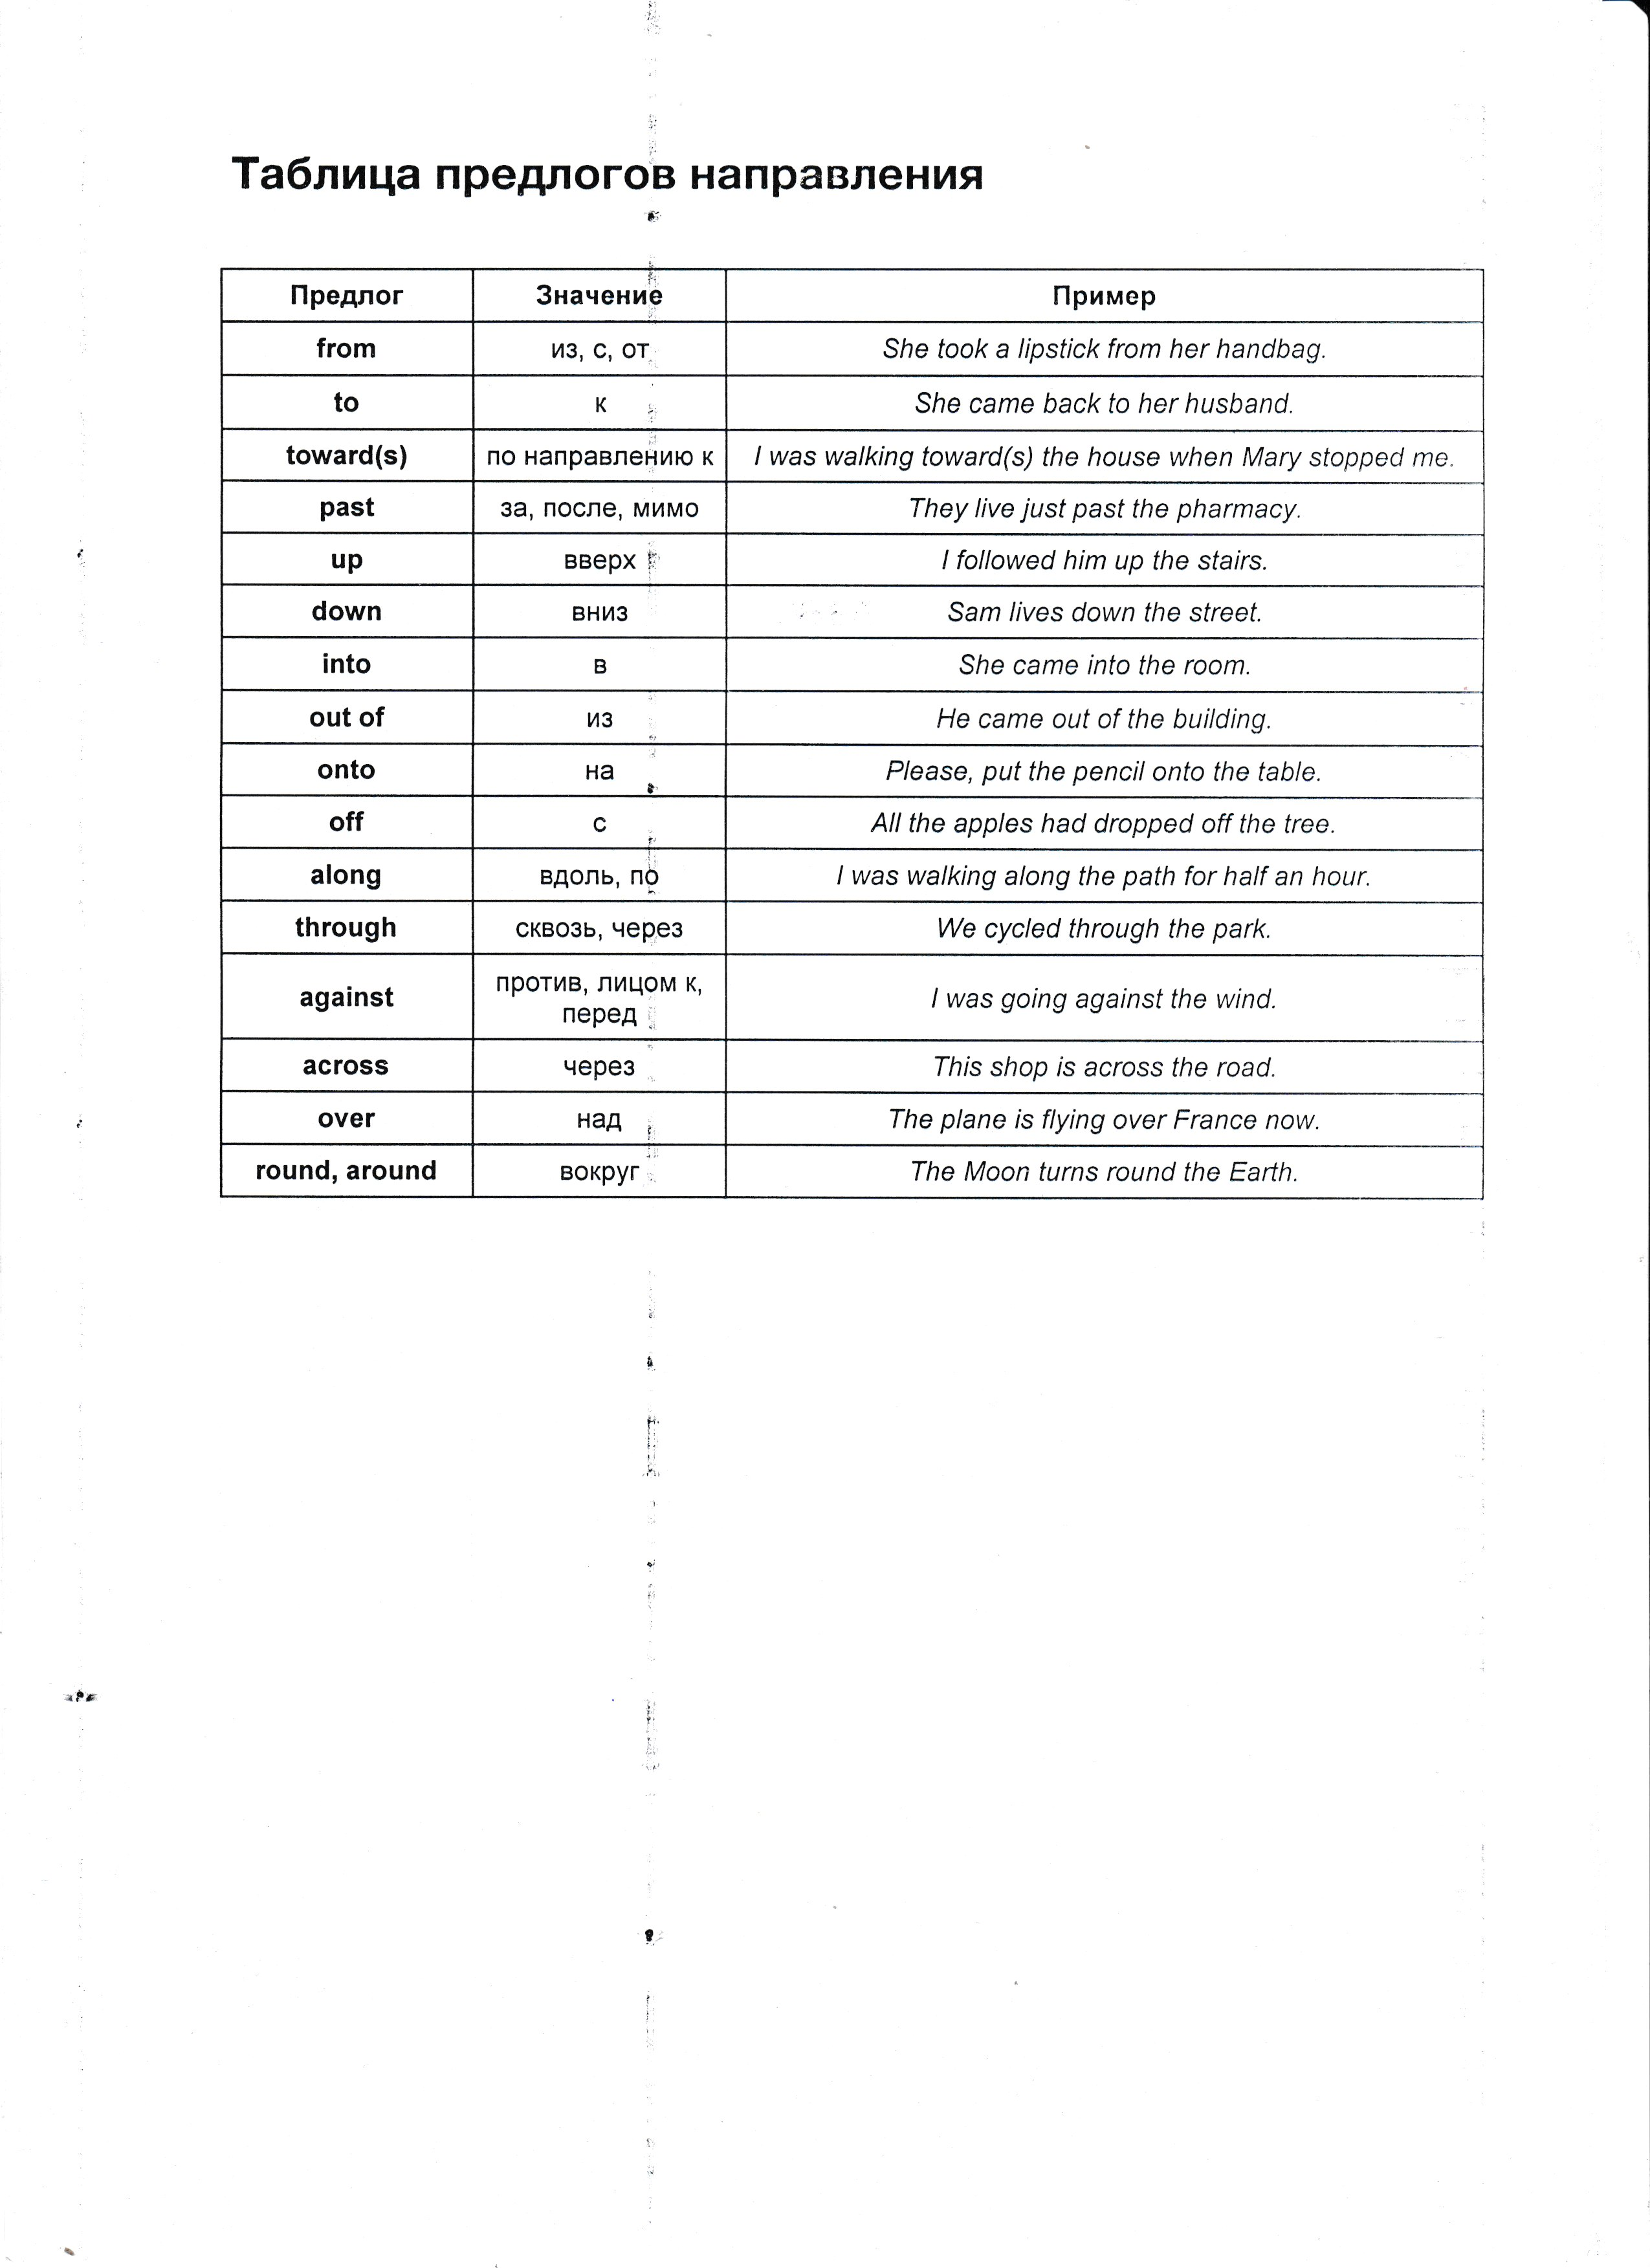 Таблица предлогов направления
Предлог Значение Пример
from из, с, от She took a lipstick from her handbag.
to к She came back to her husband.
toward(s) по направлению к I was walking toward(s) the house when Mary stopped me.
past за, после, мимо They live just past the pharmacy.
up вверх I followed him up the stairs.
down вниз Sam lives down the street.
into в She came into the room.
out of из He came out of the building.
onto на Please, put the pencil onto the table.
off с All the apples had dropped off the tree.
along вдоль, по I was walking along the path for half an hour.
through сквозь, через We cycled through the park.
against против, лицом к, перед I was going against the wind.
across через This shop is across the road.
over над The plane is flying over France now.
round, around вокруг The Moon turns round the Earth.